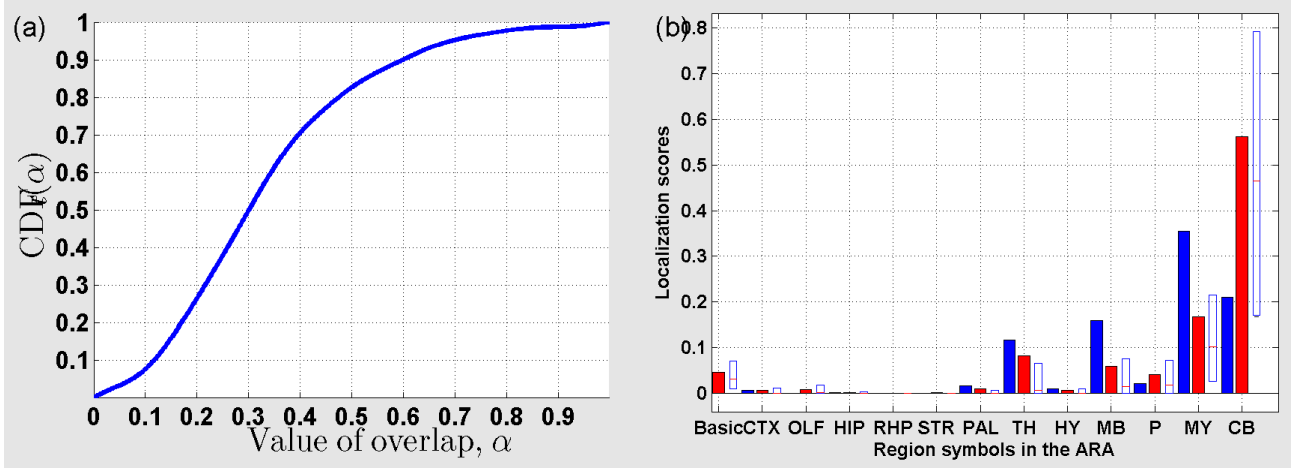 (a)
1
0.9
0.8
0.7
0.6
0.5
0.4
0.3
0.2
0.1
CDF_t(α)
0 0.1 0.2 0.3 0.4 0.5 0.6 0.7 0.8 0.9
Value of overlap, α
(b)
0.8
0.7
0.6
0.5
0.4
0.3
0.2
0.1
0
Localization scores
Basic CTX OLF HIP RHP STR PAL TH HY MB P MY CB
Region symbols in the ARA